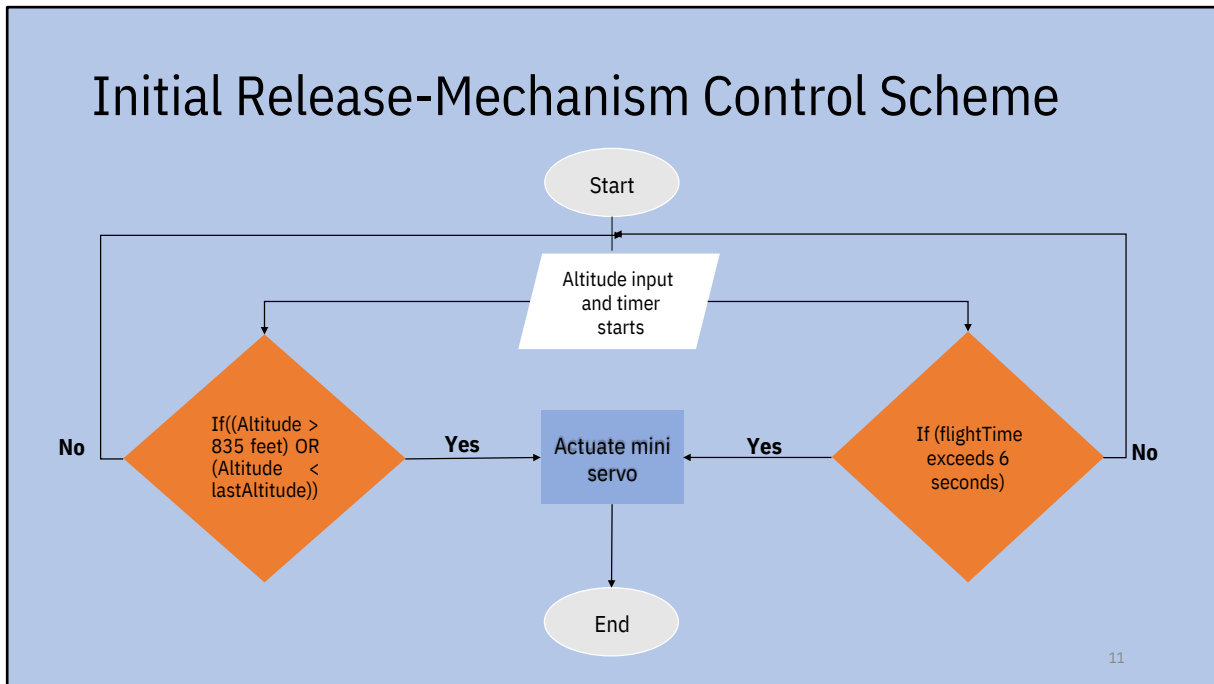 Initial Release-Mechanism Control Scheme
Start
Altitude input
and timer
starts
If((Altitude >
835 feet) OR
(Altitude <
lastAltitude))
No
Yes
Actuate mini
servo
Yes
If (flightTime
exceeds 6
seconds)
No
End
11